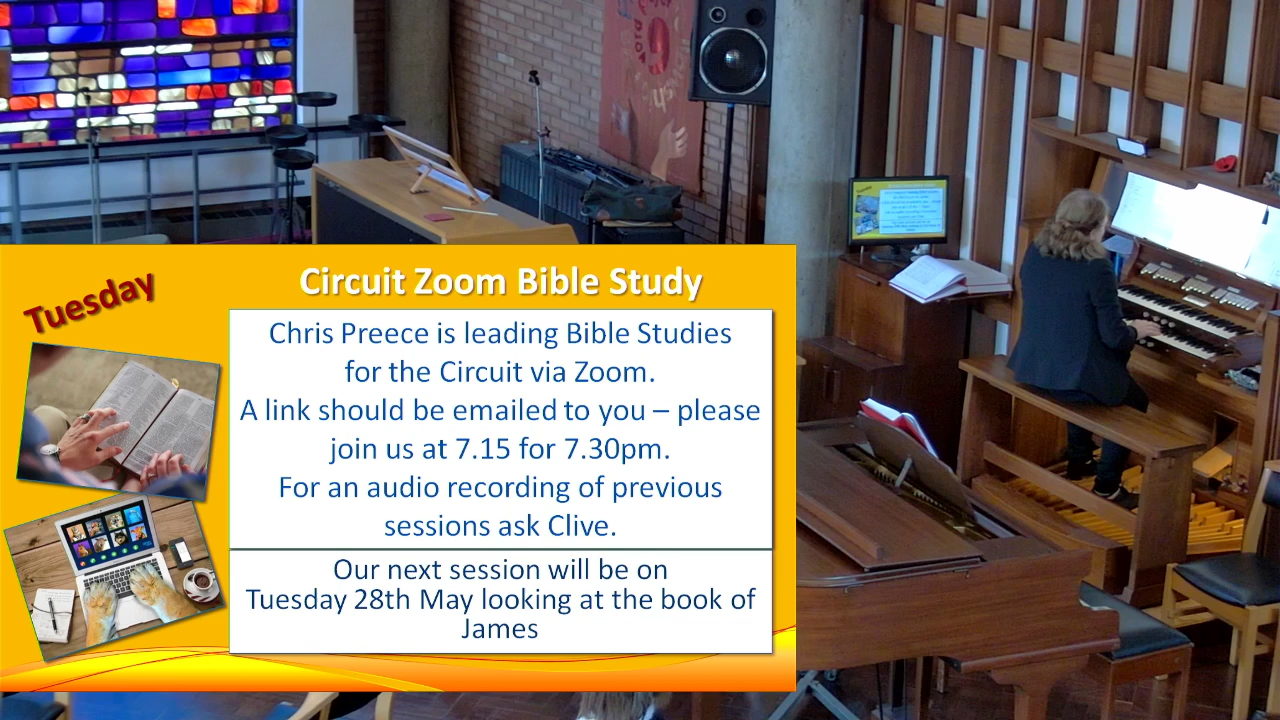 Tuesday
Circuit Zoom Bible Study
Chris Preece is leading Bible Studies
for the Circuit via Zoom.
A link should be emailed to you – please
join us at 7.15 for 7.30pm.
For an audio recording of previous
sessions ask Clive.
Our next session will be on
Tuesday 28th May looking at the book of
James